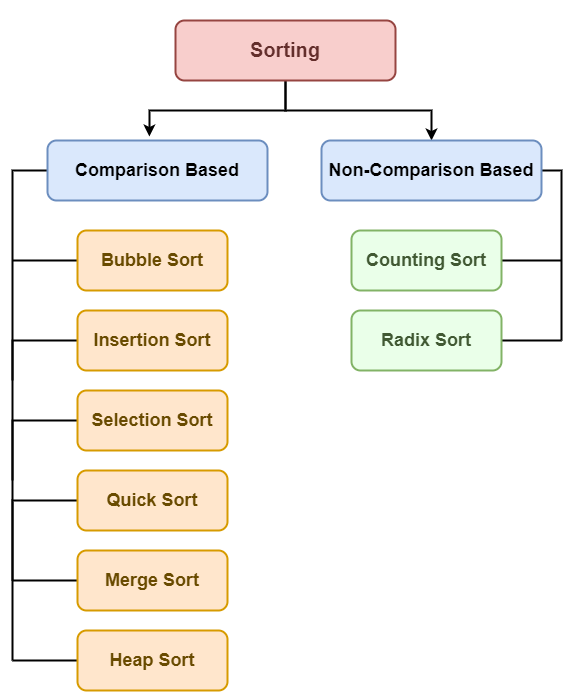 Sorting
Comparison Based
Non-Comparison Based
Bubble Sort
Counting Sort
Insertion Sort
Radix Sort
Selection Sort
Quick Sort
Merge Sort
Heap Sort